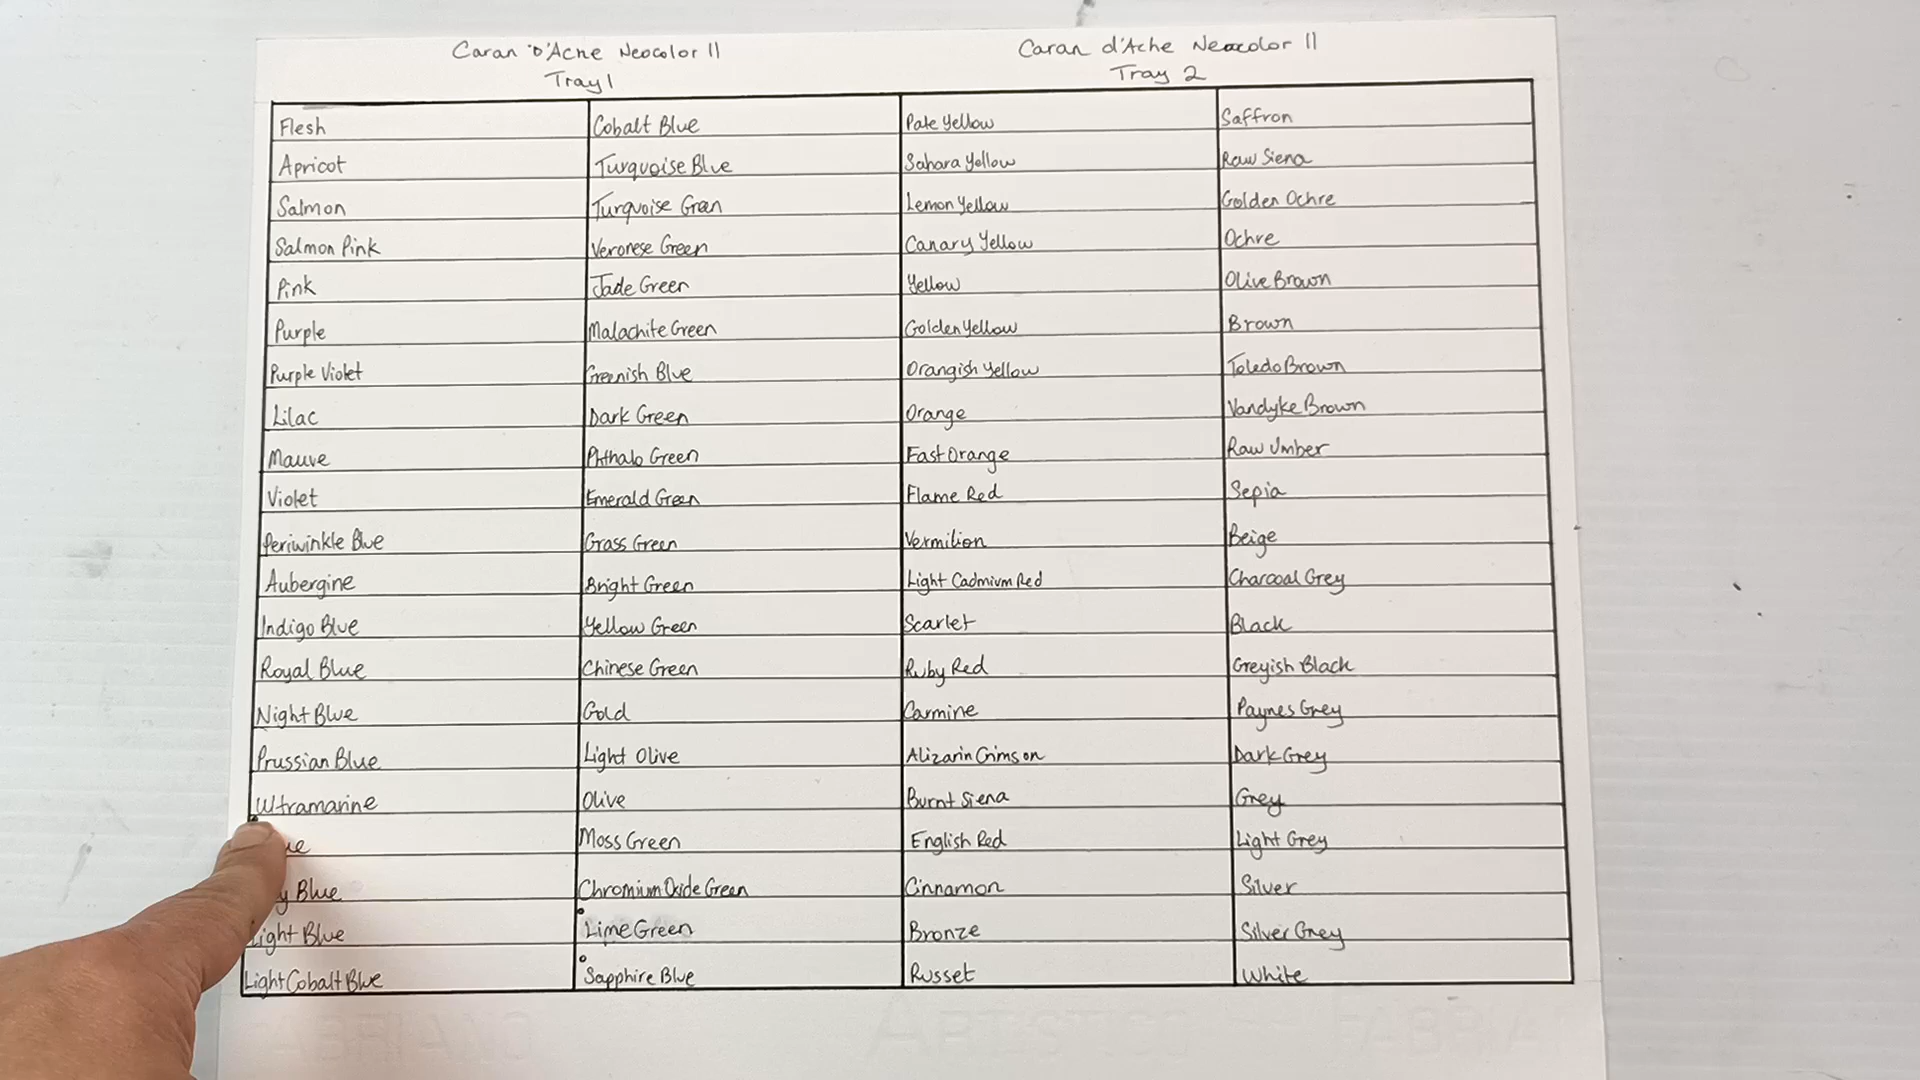 Caran D'Ache Neocolor II
Tray 1
Caran d'Ache Neocolor II
Tray 2
Flesh Cobalt Blue Pale Yellow Saffron
Apricot Turquoise Blue Sahara Yellow Raw Siena
Salmon Turquoise Gran Lemon Yellow Golden Ochre
Salmon Pink Veronese Green Canary Yellow Ochre
Pink Jade Green Yellow Olive Brown
Purple Malachite Green Golden Yellow Brown
Purple Violet Greenish Blue Orangish Yellow Toledo Brown
Lilac Dark Green Orange Vandyke Brown
Mauve Phthalo Green Fast Orange Raw Umber
Violet Emerald Green Flame Red Sepia
Periwinkle Blue Grass Green Vermilion Beige
Aubergine Bright Green Light Cadmium Red Charcoal Grey
Indigo Blue Yellow Green Scarlet Black
Royal Blue Chinese Green Ruby Red Greyish Black
Night Blue Gold Carmine Paynes Grey
Prussian Blue Light Olive Alizarin Crimson Dark Grey
Ultramarine Olive Burnt Siena Grey
Moss Green English Red Light Grey
Blue Chromium Oxide Green Cinnamon Silver
Light Blue Lime Green Bronze Silver Grey
Light Cobalt Blue Sapphire Blue Russet White